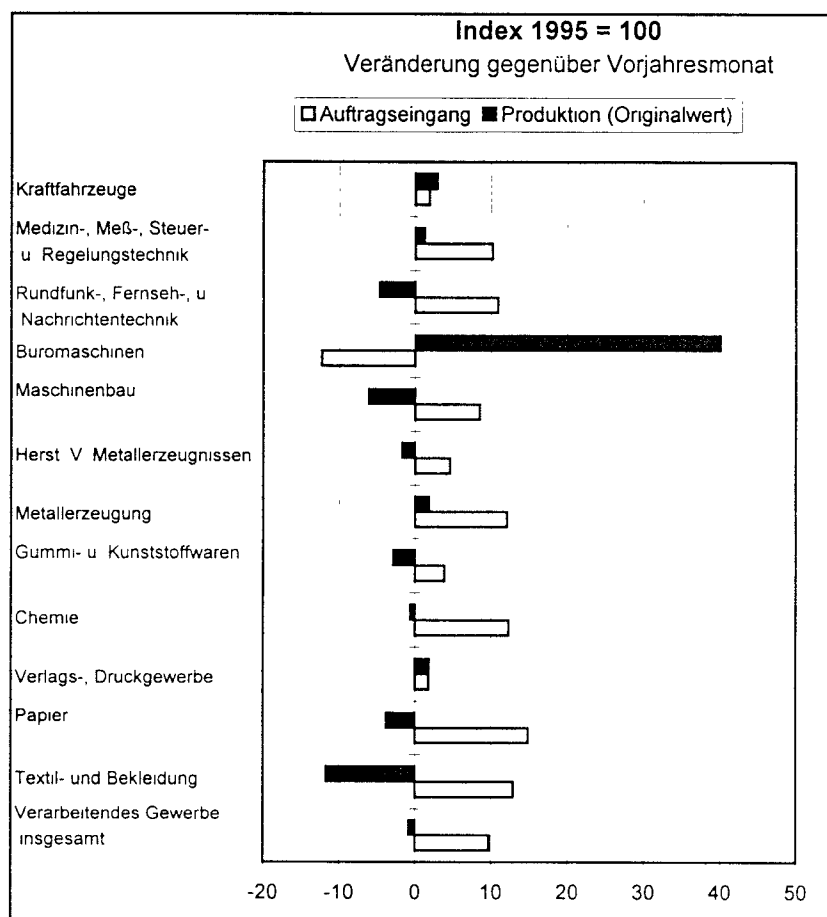 Index 1995 = 100
Veränderung gegenüber Vorjahresmonat
Auftragseingang Produktion (Originalwert)
Kraftfahrzeuge
Medizin-, Meß-, Steuer-
u Regelungstechnik
Rundfunk-, Fernseh-, u
Nachrichtentechnik
Buromaschinen
Maschinenbau
Herst V Metallerzeugnissen
Metallerzeugung
Gummi- u Kunststoffwaren
Chemie
Verlags-, Druckgewerbe
Papier
Textil- und Bekleidung
Verarbeitendes Gewerbe
insgesamt
-20 -10 0 10 20 30 40 50